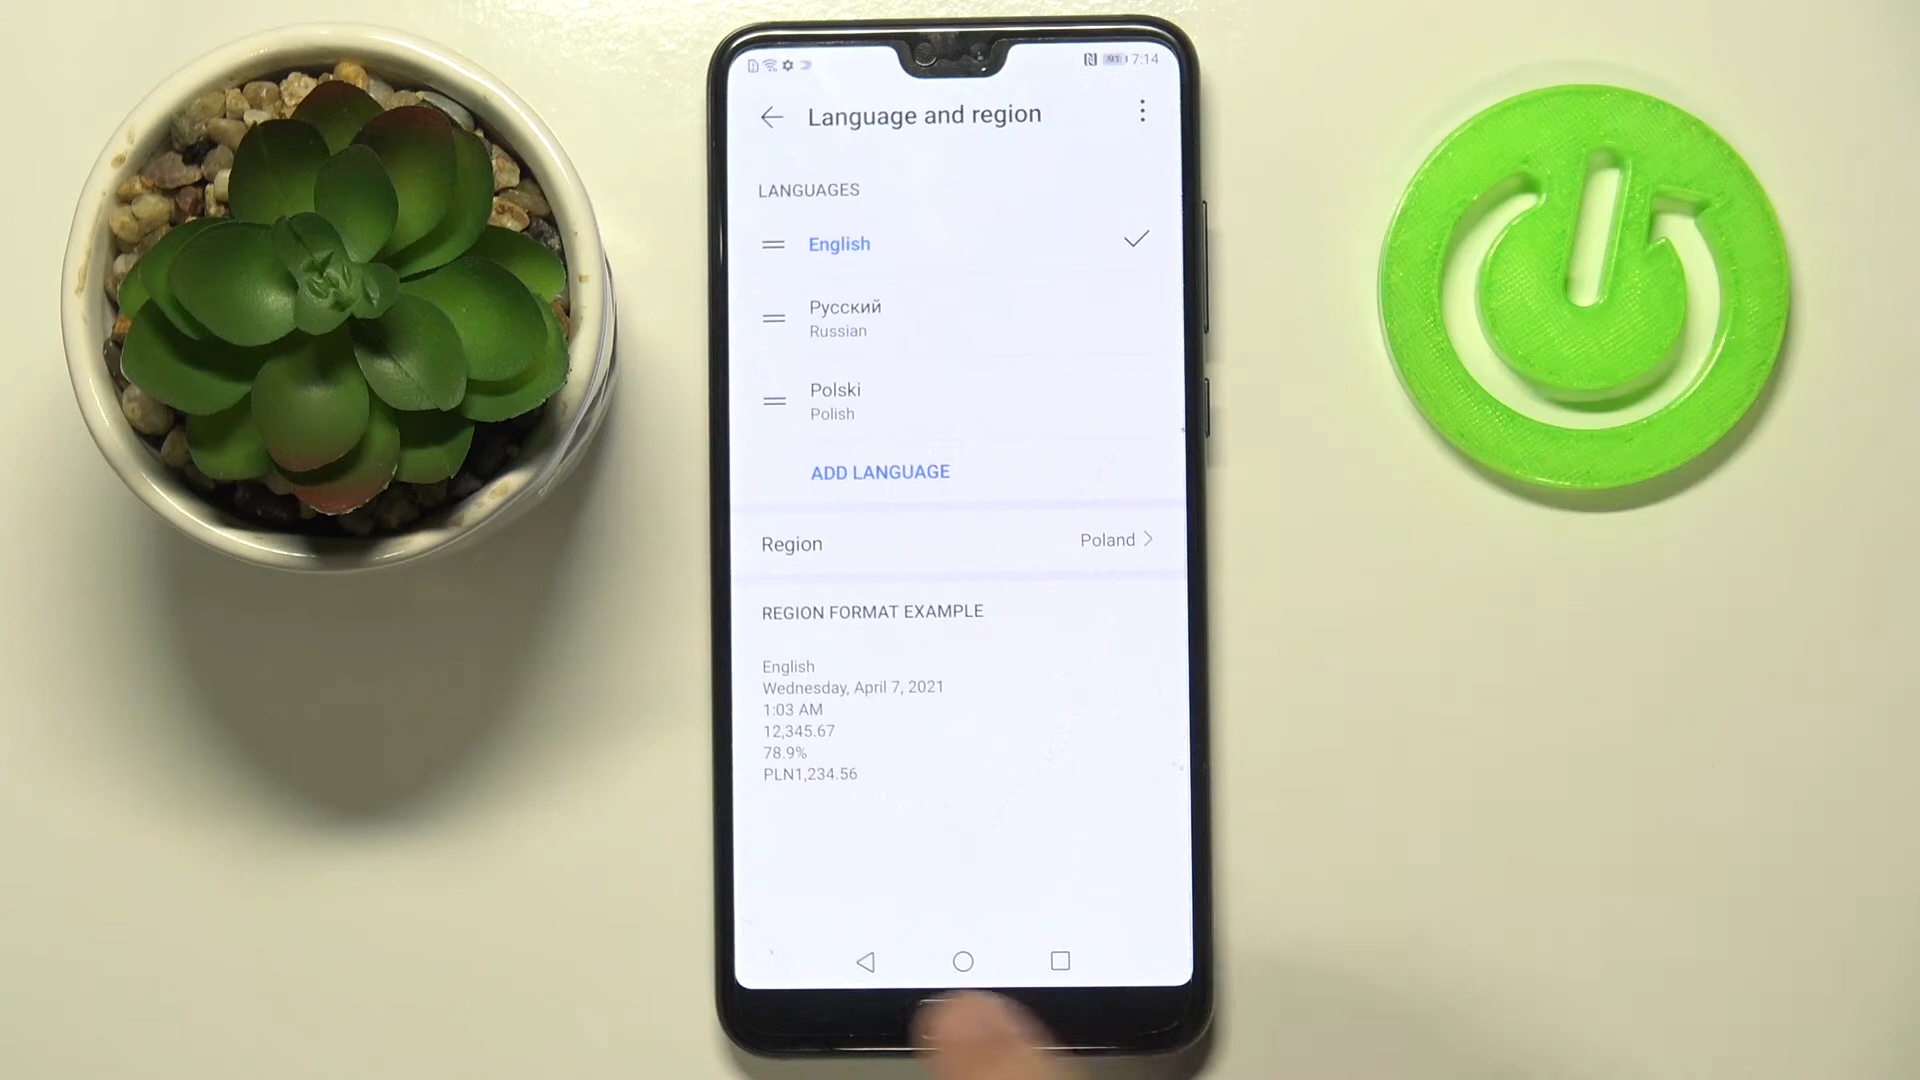 91 7:14
Language and region
LANGUAGES
English
Русский
Russian
Polski
Polish
ADD LANGUAGE
Region Poland
REGION FORMAT EXAMPLE
English
Wednesday, April 7, 2021
1:03 AM
12,345.67
78.9%
PLN1,234.56